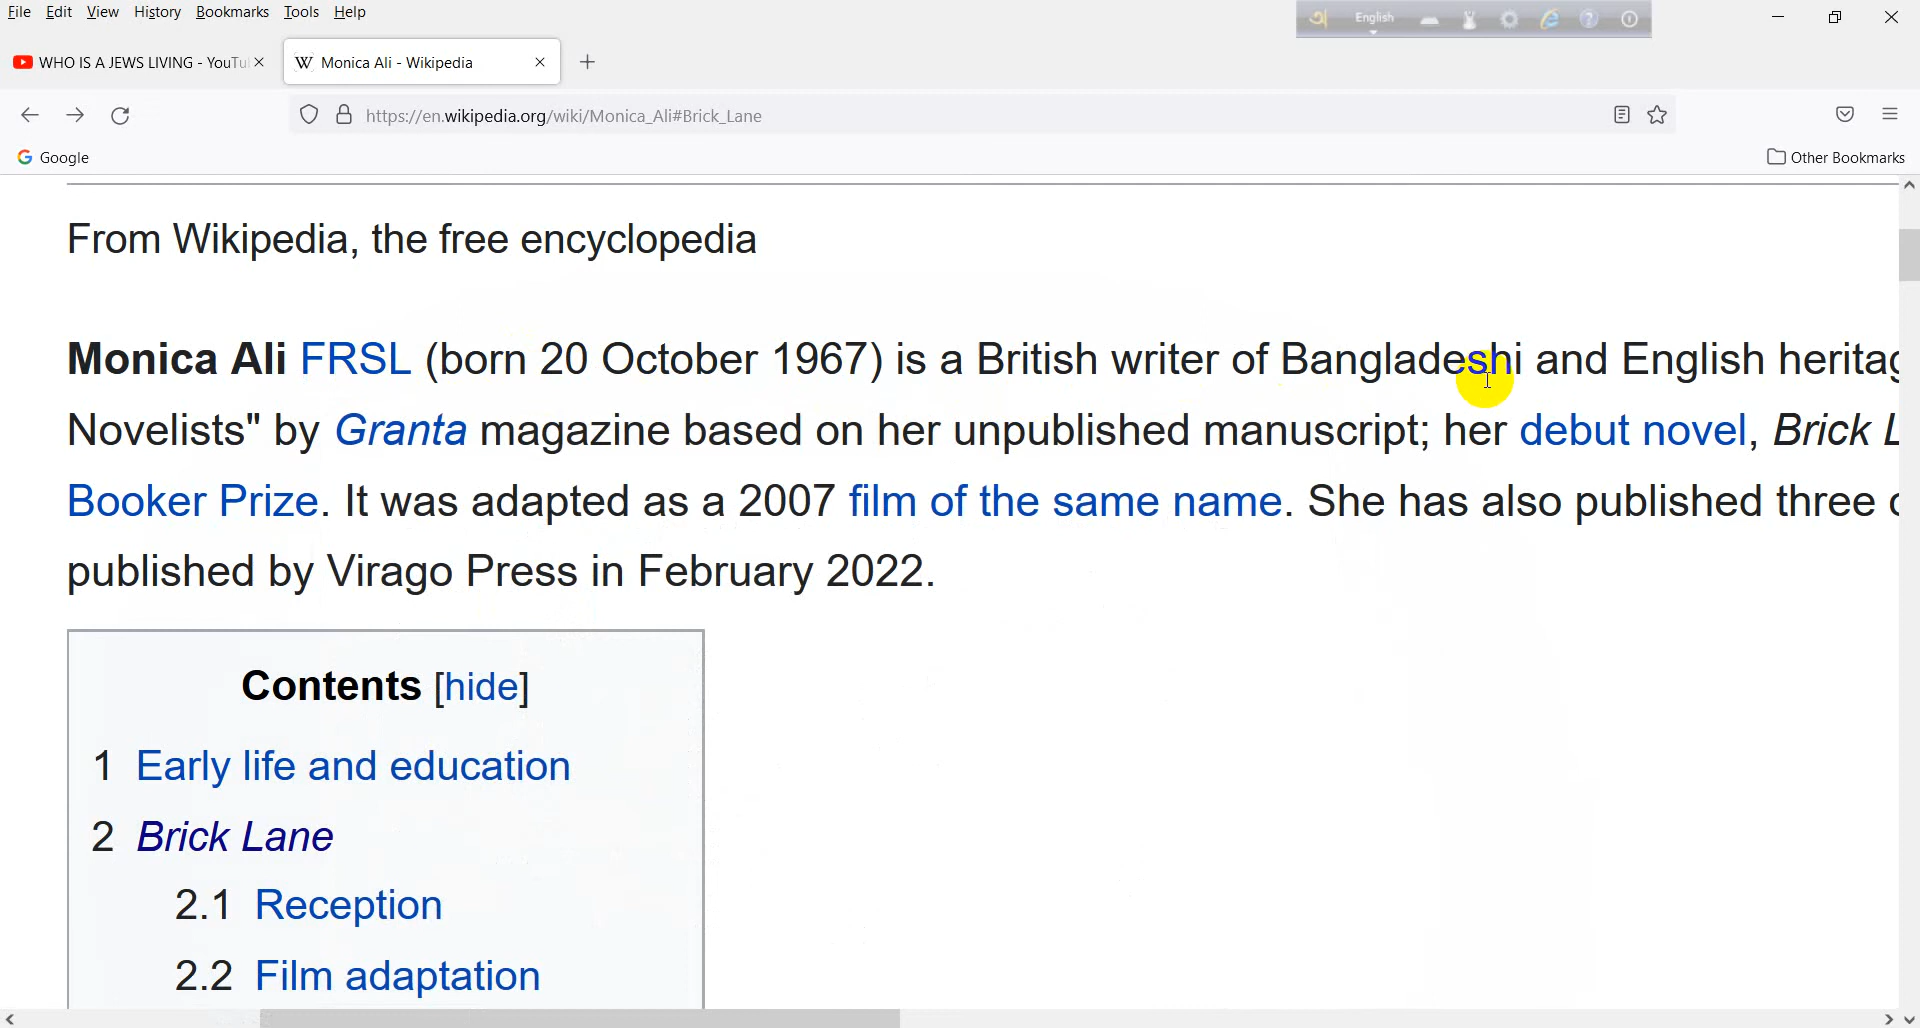 File Edit View History Bookmarks Tools Help
English
WHO IS A JEWS LIVING - YouTu
W Monica Ali - Wikipedia
https://en.wikipedia.org/wiki/Monica_Ali#Brick_Lane
Google
Other Bookmarks
From Wikipedia, the free encyclopedia
Monica Ali FRSL (born 20 October 1967) is a British writer of Bangladeshi and English heritag
Novelists" by Granta magazine based on her unpublished manuscript; her debut novel, Brick L
Booker Prize. It was adapted as a 2007 film of the same name. She has also published three
published by Virago Press in February 2022.
Contents [hide]
1 Early life and education
2 Brick Lane
2.1 Reception
2.2 Film adaptation